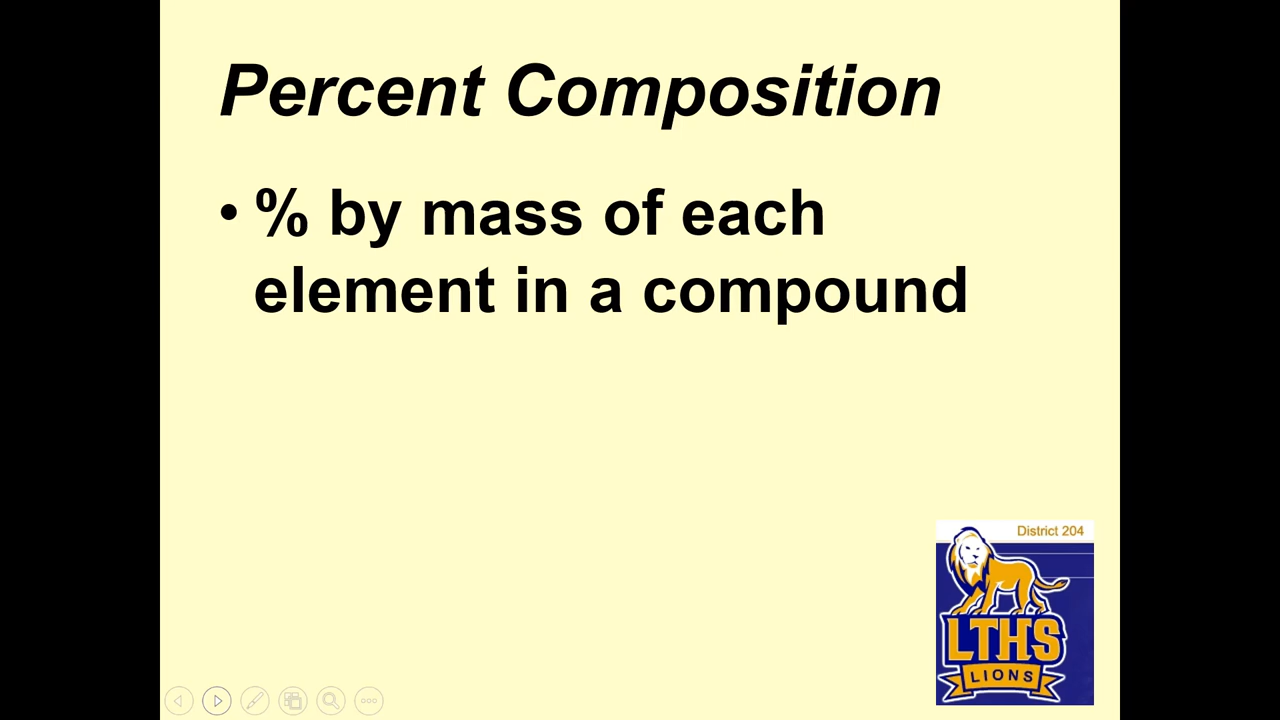 Percent Composition
• % by mass of each
element in a compound
District 204
LTHS
LIONS